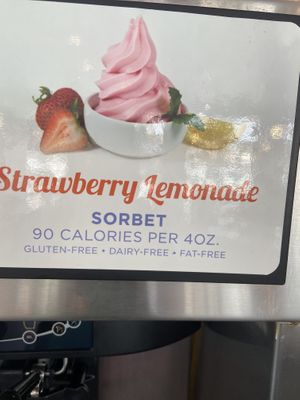 Strawberry Lemonade
SORBET
90 CALORIES PER 4OZ.
GLUTEN-FREE • DAIRY-FREE • FAT-FREE